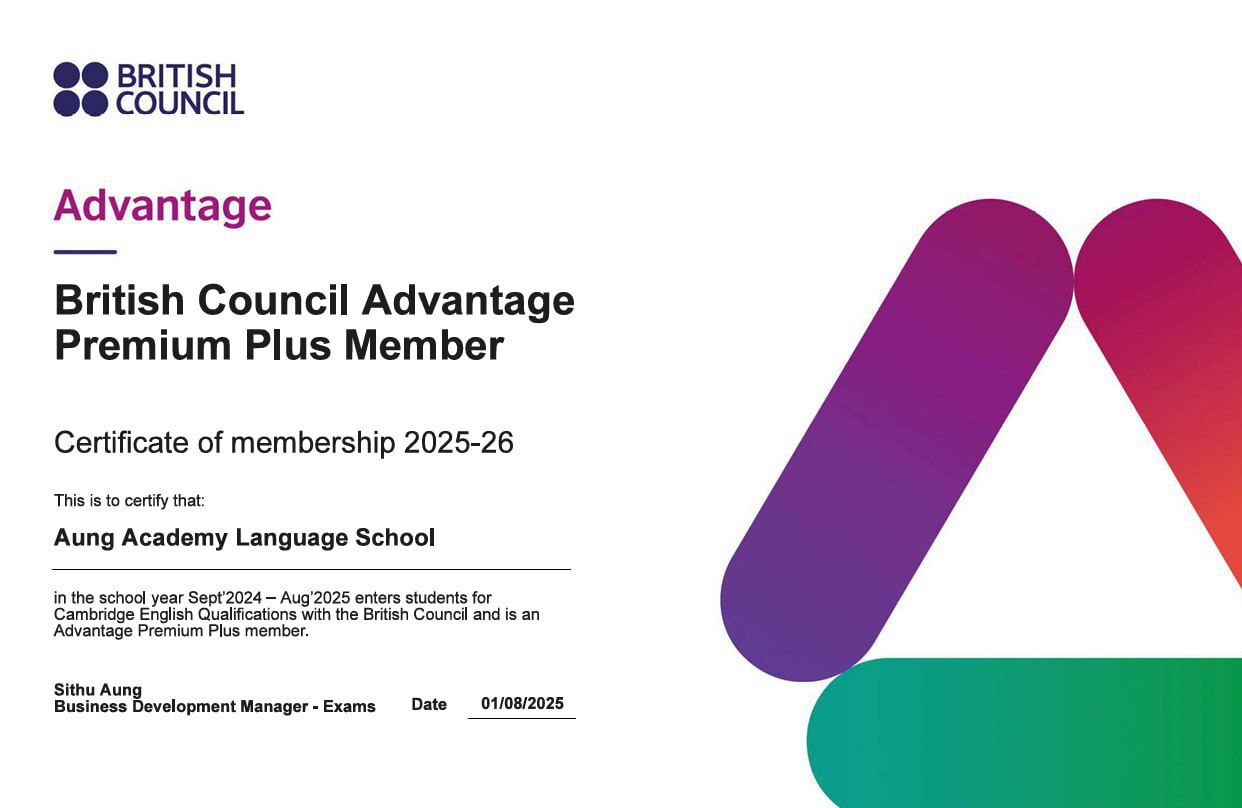 BRITISH
COUNCIL
Advantage
British Council Advantage
Premium Plus Member
Certificate of membership 2025-26
This is to certify that:
Aung Academy Language School
in the school year Sept'2024 – Aug'2025 enters students for
Cambridge English Qualifications with the British Council and is an
Advantage Premium Plus member.
Sithu Aung
Business Development Manager - Exams Date 01/08/2025